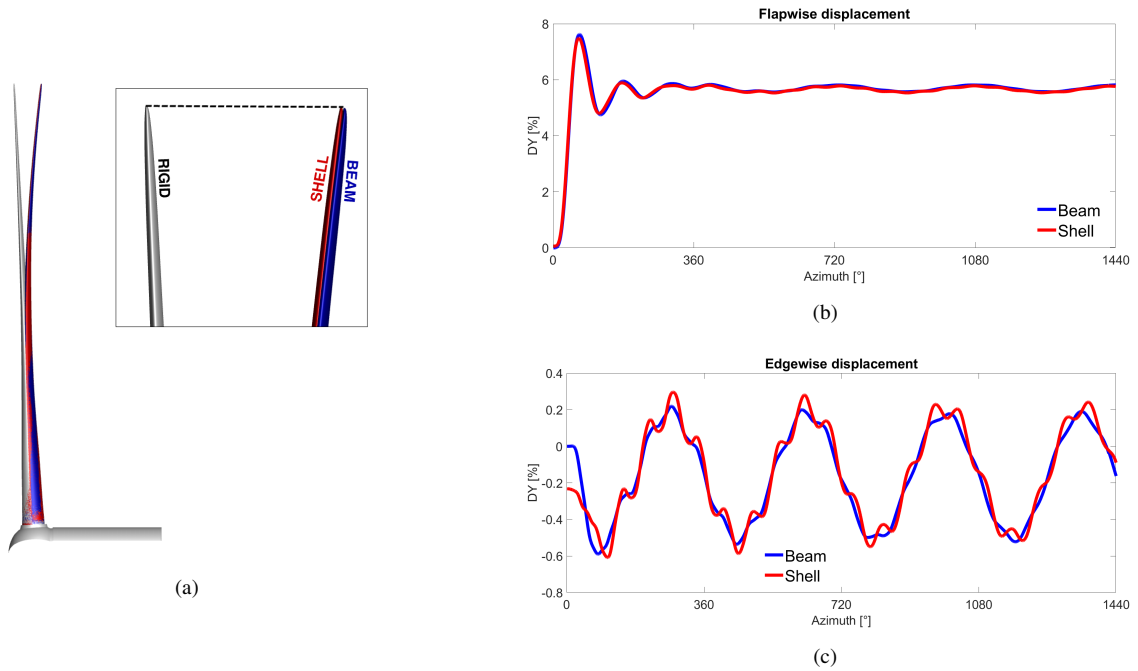 RIGID
SHELL
BEAM
(a)
Flapwise displacement
DY [%]
8
6
4
2
0
0 360 720 1080 1440
Azimuth [°]
Beam
Shell
(b)
Edgewise displacement
DY [%]
0.4
0.2
0
-0.2
-0.4
-0.6
-0.8
0 360 720 1080 1440
Azimuth [°]
Beam
Shell
(c)